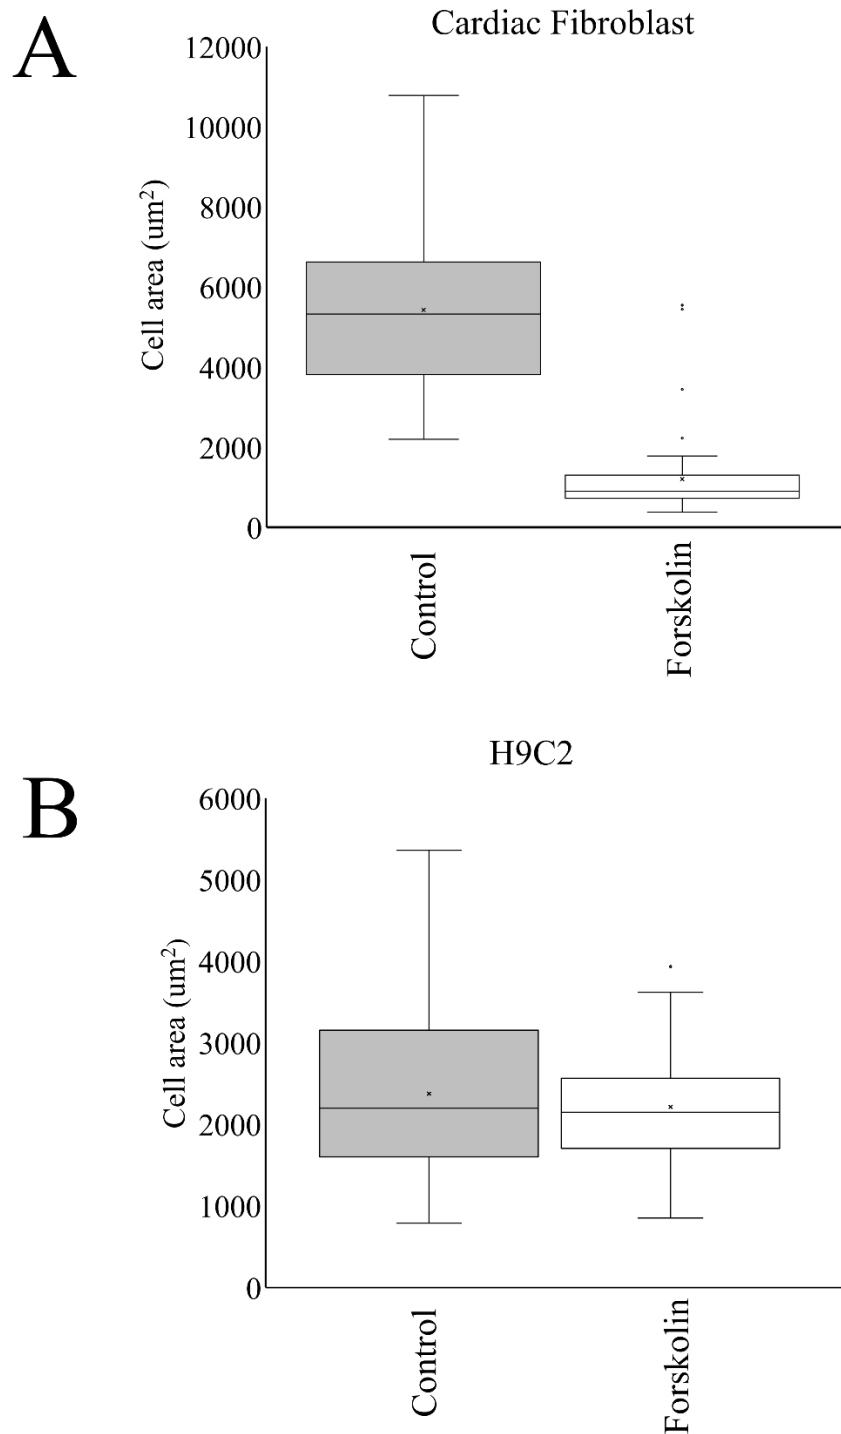 A
Cardiac Fibroblast
12000
10000
8000
6000
4000
2000
0
Cell area (um²)
Control
Forskolin
B
H9C2
6000
5000
4000
3000
2000
1000
0
Cell area (um²)
Control
Forskolin